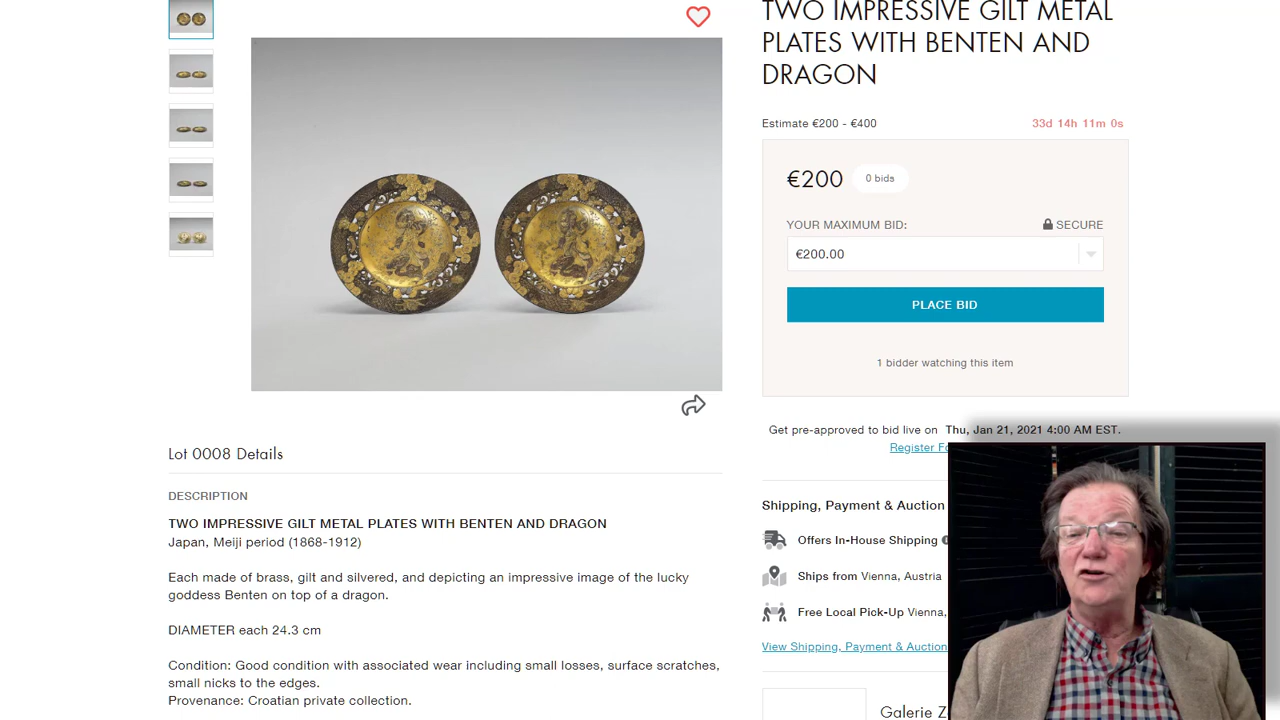 TWO IMPRESSIVE GILT METAL
PLATES WITH BENTEN AND
DRAGON
Estimate €200 - €400
33d 14h 11m 0s
€200
0 bids
YOUR MAXIMUM BID:
SECURE
€200.00
PLACE BID
1 bidder watching this item
Get pre-approved to bid live on Thu, Jan 21, 2021 4:00 AM EST.
Register
Shipping, Payment & Auction
Offers In-House Shipping
Ships from Vienna, Austria
Free Local Pick-Up Vienna,
View Shipping, Payment & Auction
Galerie
Lot 0008 Details
DESCRIPTION
TWO IMPRESSIVE GILT METAL PLATES WITH BENTEN AND DRAGON
Japan, Meiji period (1868-1912)
Each made of brass, gilt and silvered, and depicting an impressive image of the lucky
goddess Benten on top of a dragon.
DIAMETER each 24.3 cm
Condition: Good condition with associated wear including small losses, surface scratches,
small nicks to the edges.
Provenance: Croatian private collection.